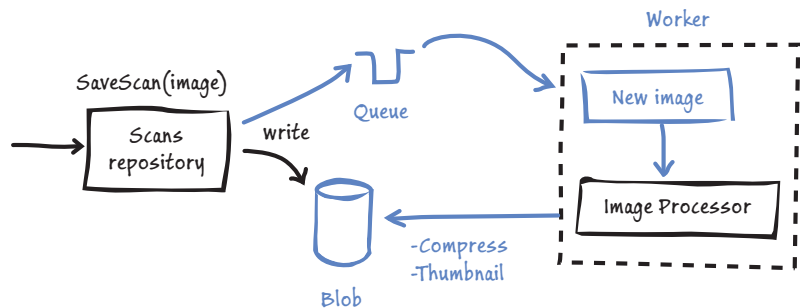 Worker
SaveScan(image)
Scans
repository
write
Queue
New image
Image Processor
-Compress
-Thumbnail
Blob